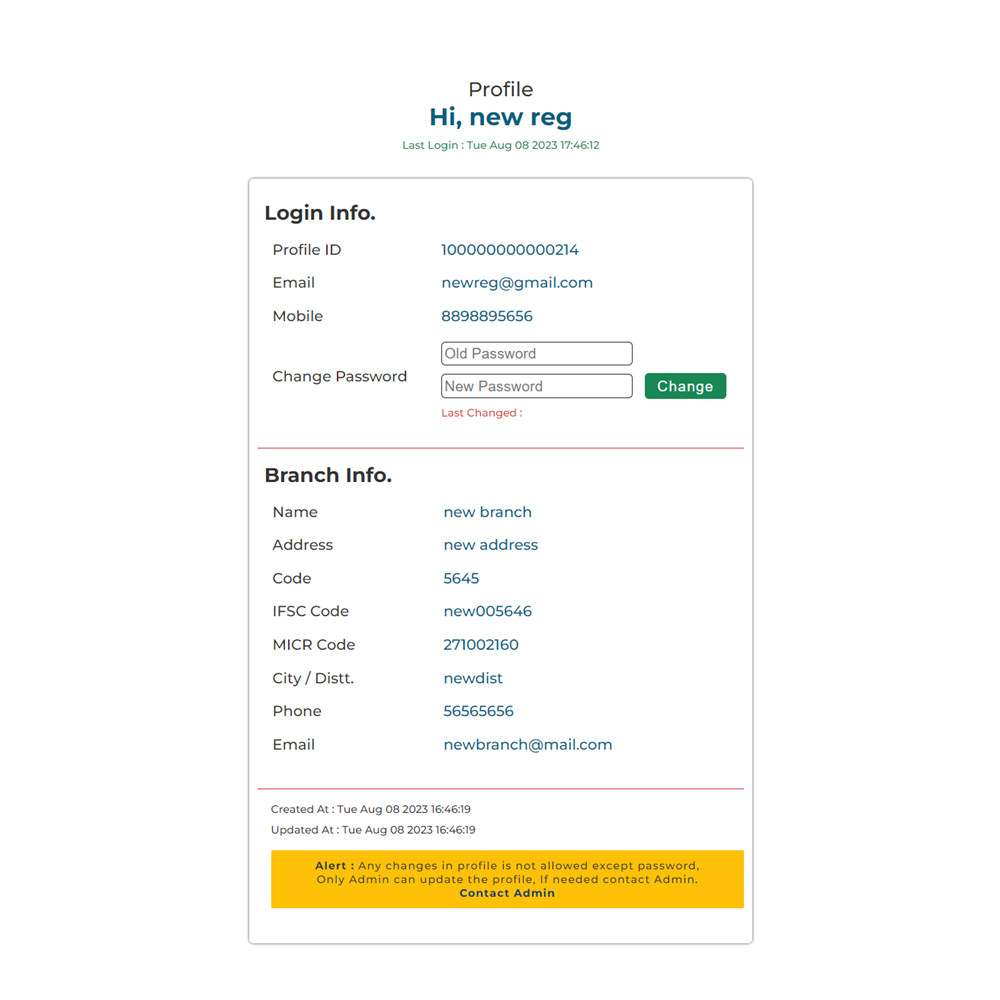 Profile
Hi, new reg
Last Login : Tue Aug 08 2023 17:46:12
Login Info.
Profile ID 100000000000214
Email newreg@gmail.com
Mobile 8898895656
Old Password
Change Password
New Password Change
Last Changed :
Branch Info.
Name new branch
Address new address
Code 5645
IFSC Code new005646
MICR Code 271002160
City / Distt. newdist
Phone 56565656
Email newbranch@mail.com
Created At : Tue Aug 08 2023 16:46:19
Updated At : Tue Aug 08 2023 16:46:19
Alert : Any changes in profile is not allowed except password,
Only Admin can update the profile, If needed contact Admin.
Contact Admin